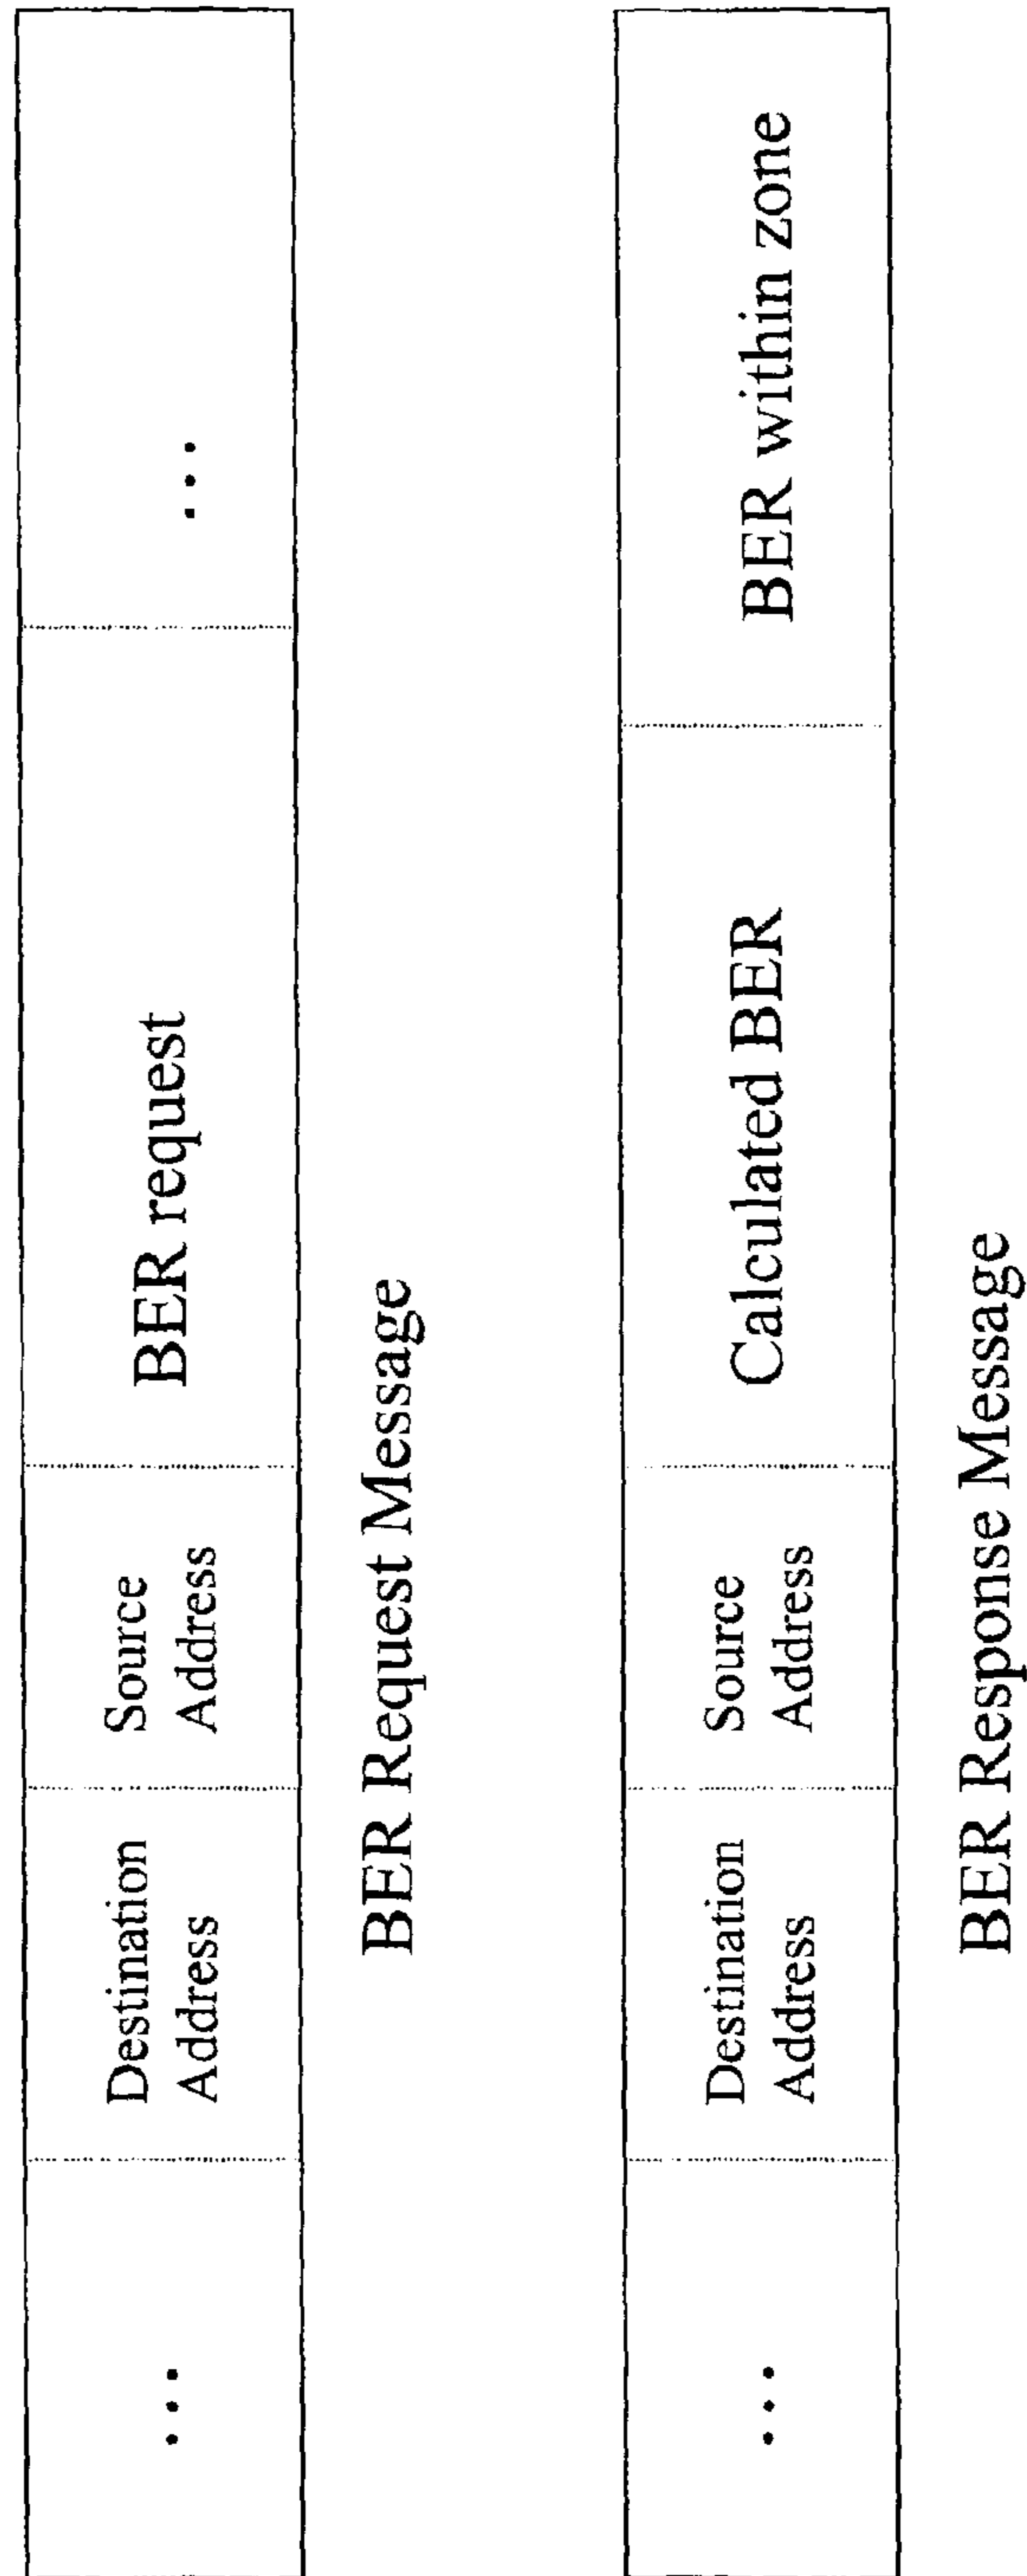 ...
Destination
Address
Source
Address
BER request
...
BER Request Message
...
Destination
Address
Source
Address
Calculated BER
BER within zone
BER Response Message